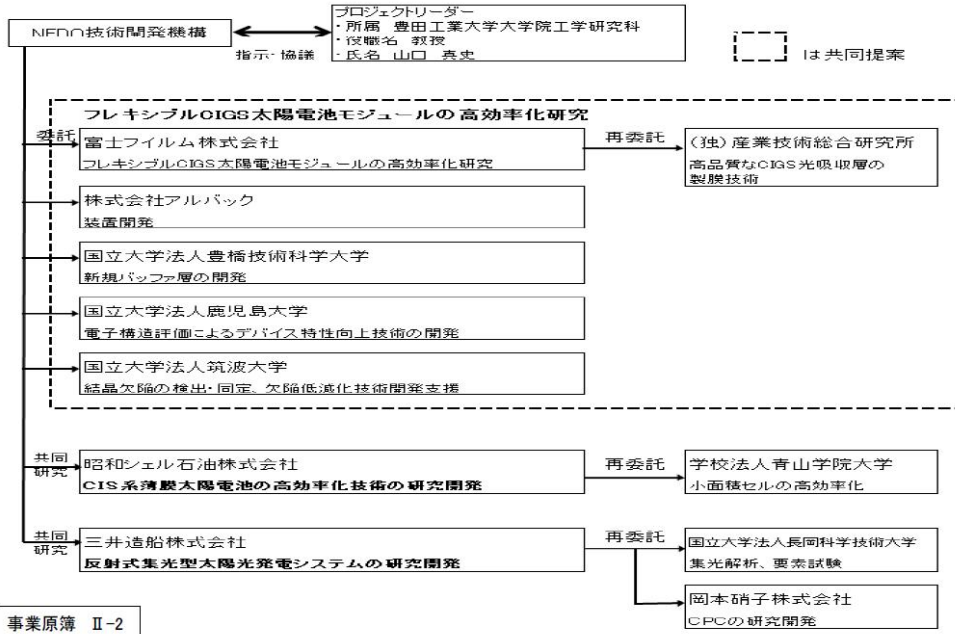 NEDO技術開発機構
指示・協議
プロジェクトリーダー
・所属 豊田工業大学大学院工学研究科
・役職名 教授
・氏名 山口 真史
は共同提案
フレキシブルCIGS太陽電池モジュールの高効率化研究
委託
富士フイルム株式会社
フレキシブルCIGS太陽電池モジュールの高効率化研究
再委託
(独)産業技術総合研究所
高品質なCIGS光吸収層の
製膜技術
株式会社アルバック
装置開発
国立大学法人豊橋技術科学大学
新規バッファ層の開発
国立大学法人鹿児島大学
電子構造評価によるデバイス特性向上技術の開発
国立大学法人筑波大学
結晶欠陥の検出・同定、欠陥低減化技術開発支援
共同
研究
昭和シェル石油株式会社
CIS系薄膜太陽電池の高効率化技術の研究開発
再委託
学校法人青山学院大学
小面積セルの高効率化
共同
研究
三井造船株式会社
反射式集光型太陽光発電システムの研究開発
再委託
国立大学法人長岡科学技術大学
集光解析、要素試験
岡本硝子株式会社
CPCの研究開発
事業原簿 Ⅱ-2